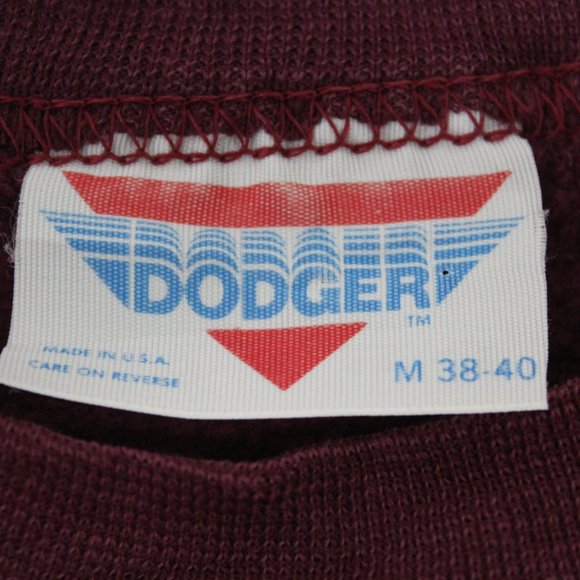 DODGER
TM
MADE IN U.S.A.
CARE ON REVERSE
M 38-40